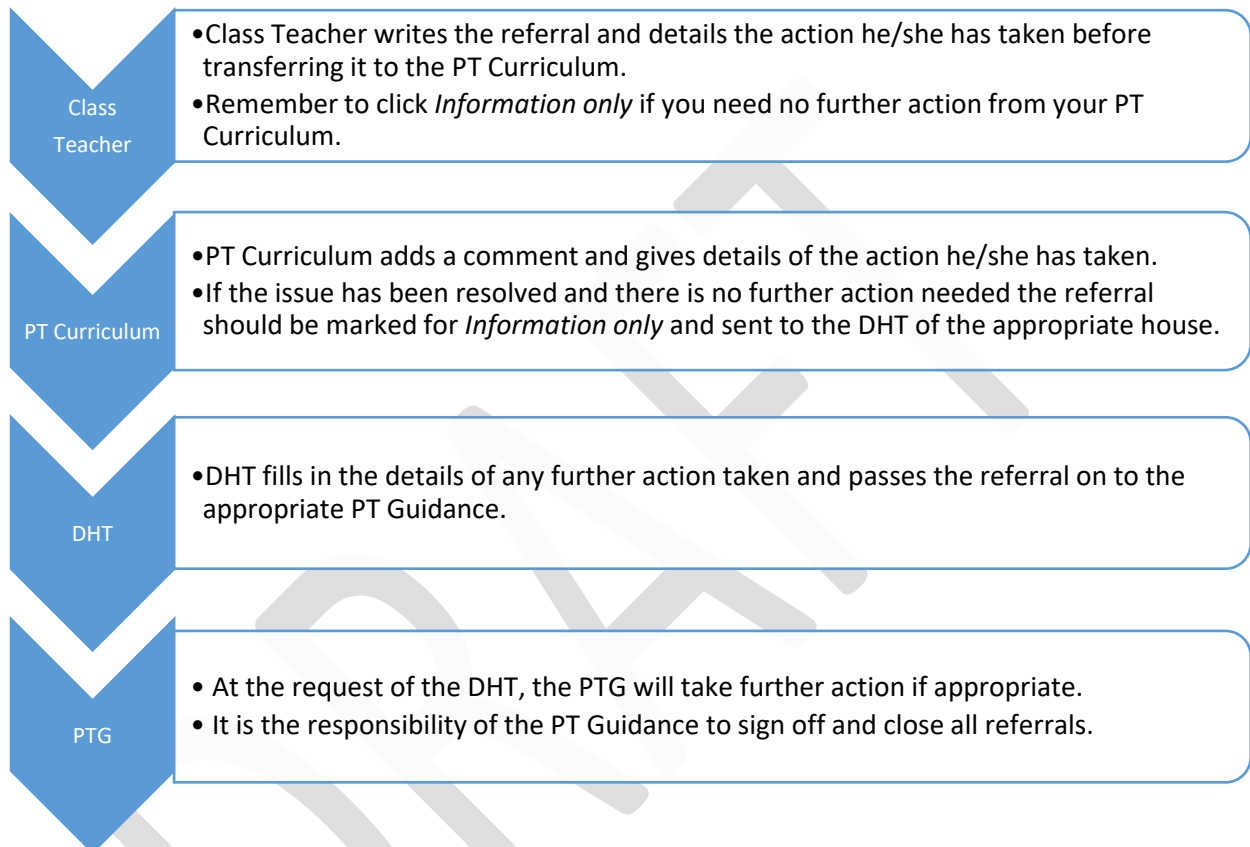 Class
Teacher
•Class Teacher writes the referral and details the action he/she has taken before
transferring it to the PT Curriculum.
•Remember to click Information only if you need no further action from your PT
Curriculum.
PT Curriculum
•PT Curriculum adds a comment and gives details of the action he/she has taken.
•If the issue has been resolved and there is no further action needed the referral
should be marked for Information only and sent to the DHT of the appropriate house.
DHT
•DHT fills in the details of any further action taken and passes the referral on to the
appropriate PT Guidance.
PTG
• At the request of the DHT, the PTG will take further action if appropriate.
• It is the responsibility of the PT Guidance to sign off and close all referrals.
DRAFT